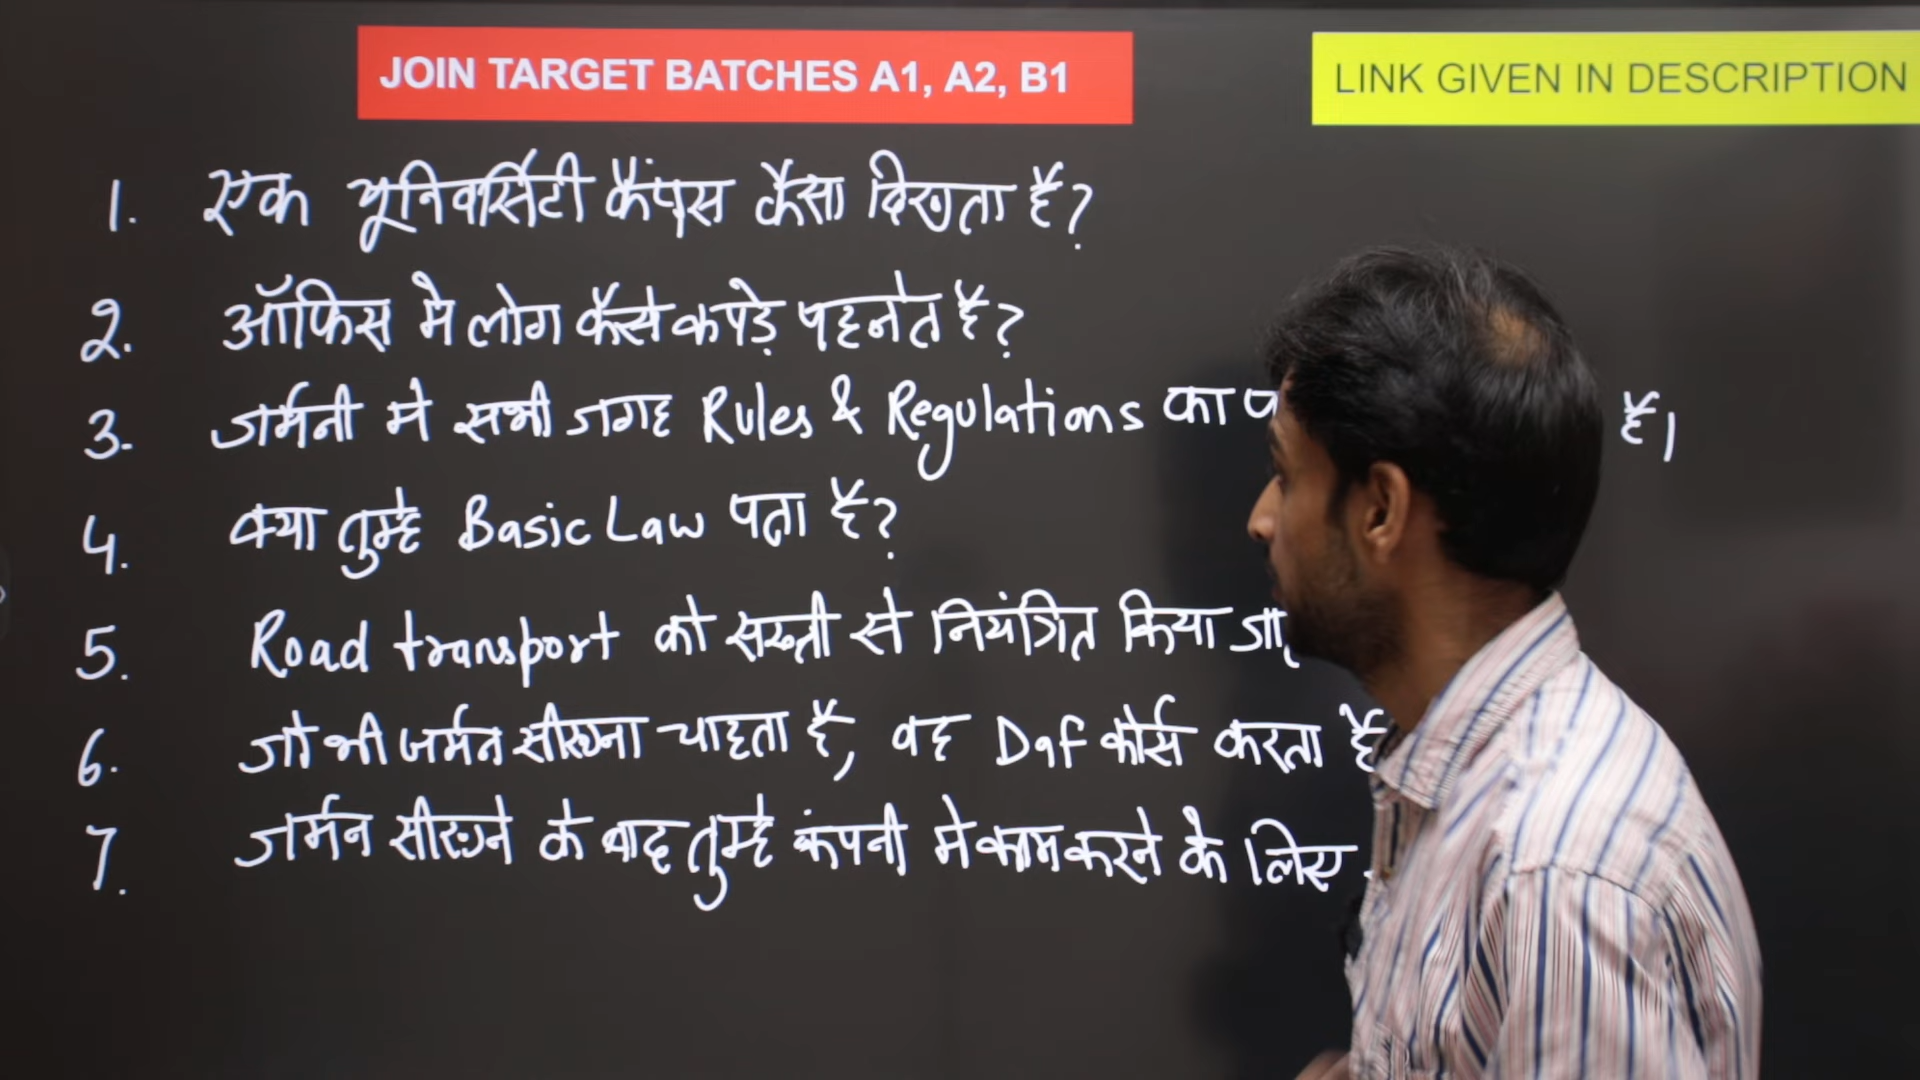 JOIN TARGET BATCHES A1, A2, B1
LINK GIVEN IN DESCRIPTION
1. एक यूनिवर्सिटी कैंपस कैसा दिखता है?
2. ऑफिस मे लोग कैसे कपड़े पहनते है?
3. जर्मनी मे सभी जगह Rules & Regulations का है।
4. क्या तुम्हे Basic Law पता है?
5. Road transport को सख्ती से नियंत्रित किया
6. जो भी जर्मन सीखना चाहता है, वह Daf कोर्स करता है
7. जर्मन सीखने के बाद तुम्हे कंपनी मे काम करने के लिए